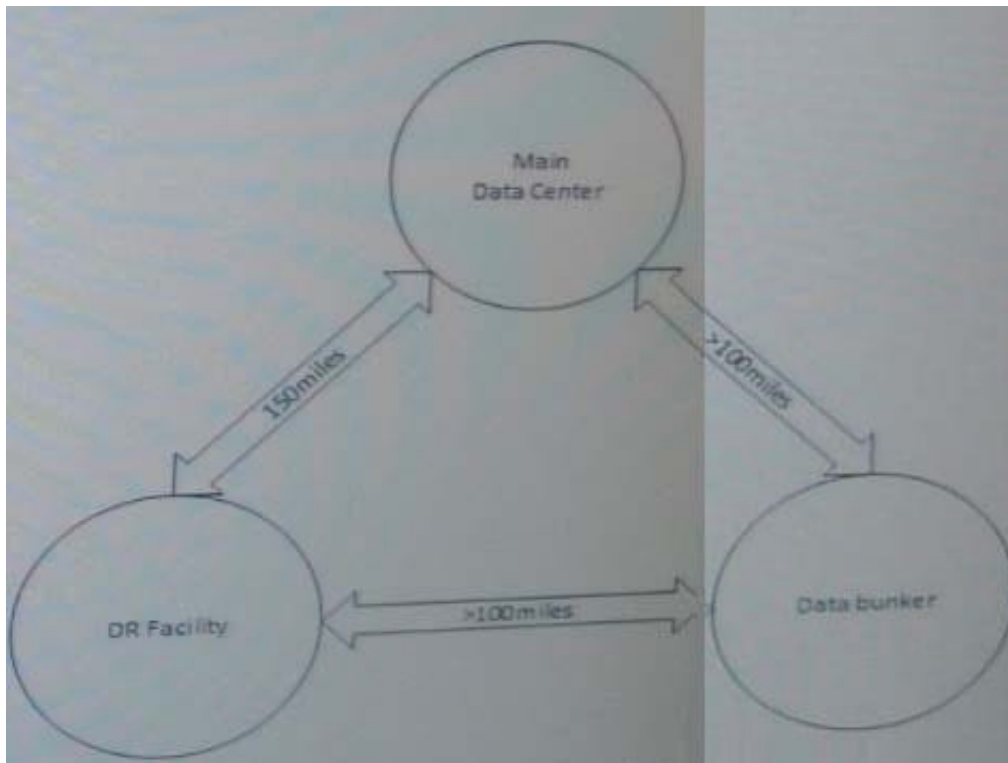 Main
Data Center
150miles
>100miles
DR Facility
>100miles
Data bunker